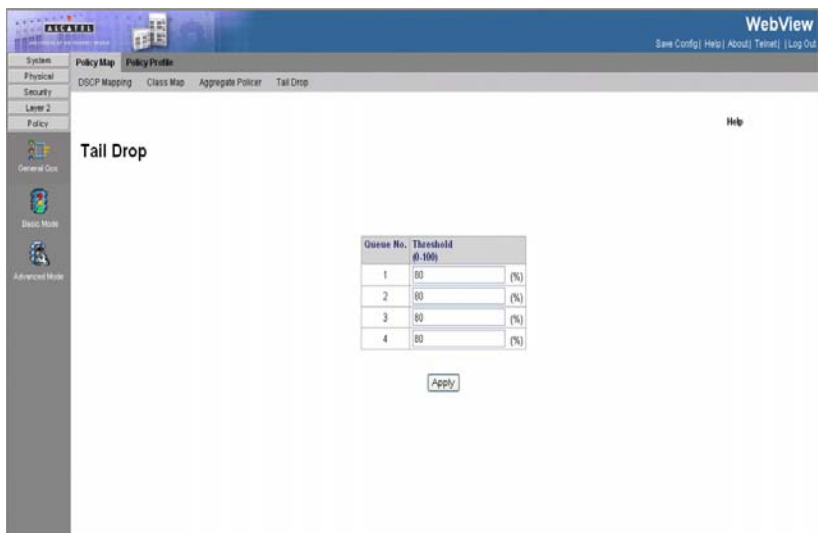 ALCATEL
WebView
Save Config| Help| About| Telnet| |Log Out
System
Physical
Security
Layer 2
Policy
General Ops
Basic Mode
Advanced Mode
Policy Map Policy Profile
DSCP Mapping Class Map Aggregate Policer Tail Drop
Help
Tail Drop
Queue No. Threshold
(0-100)
1 80 (%)
2 80 (%)
3 80 (%)
4 80 (%)
Apply